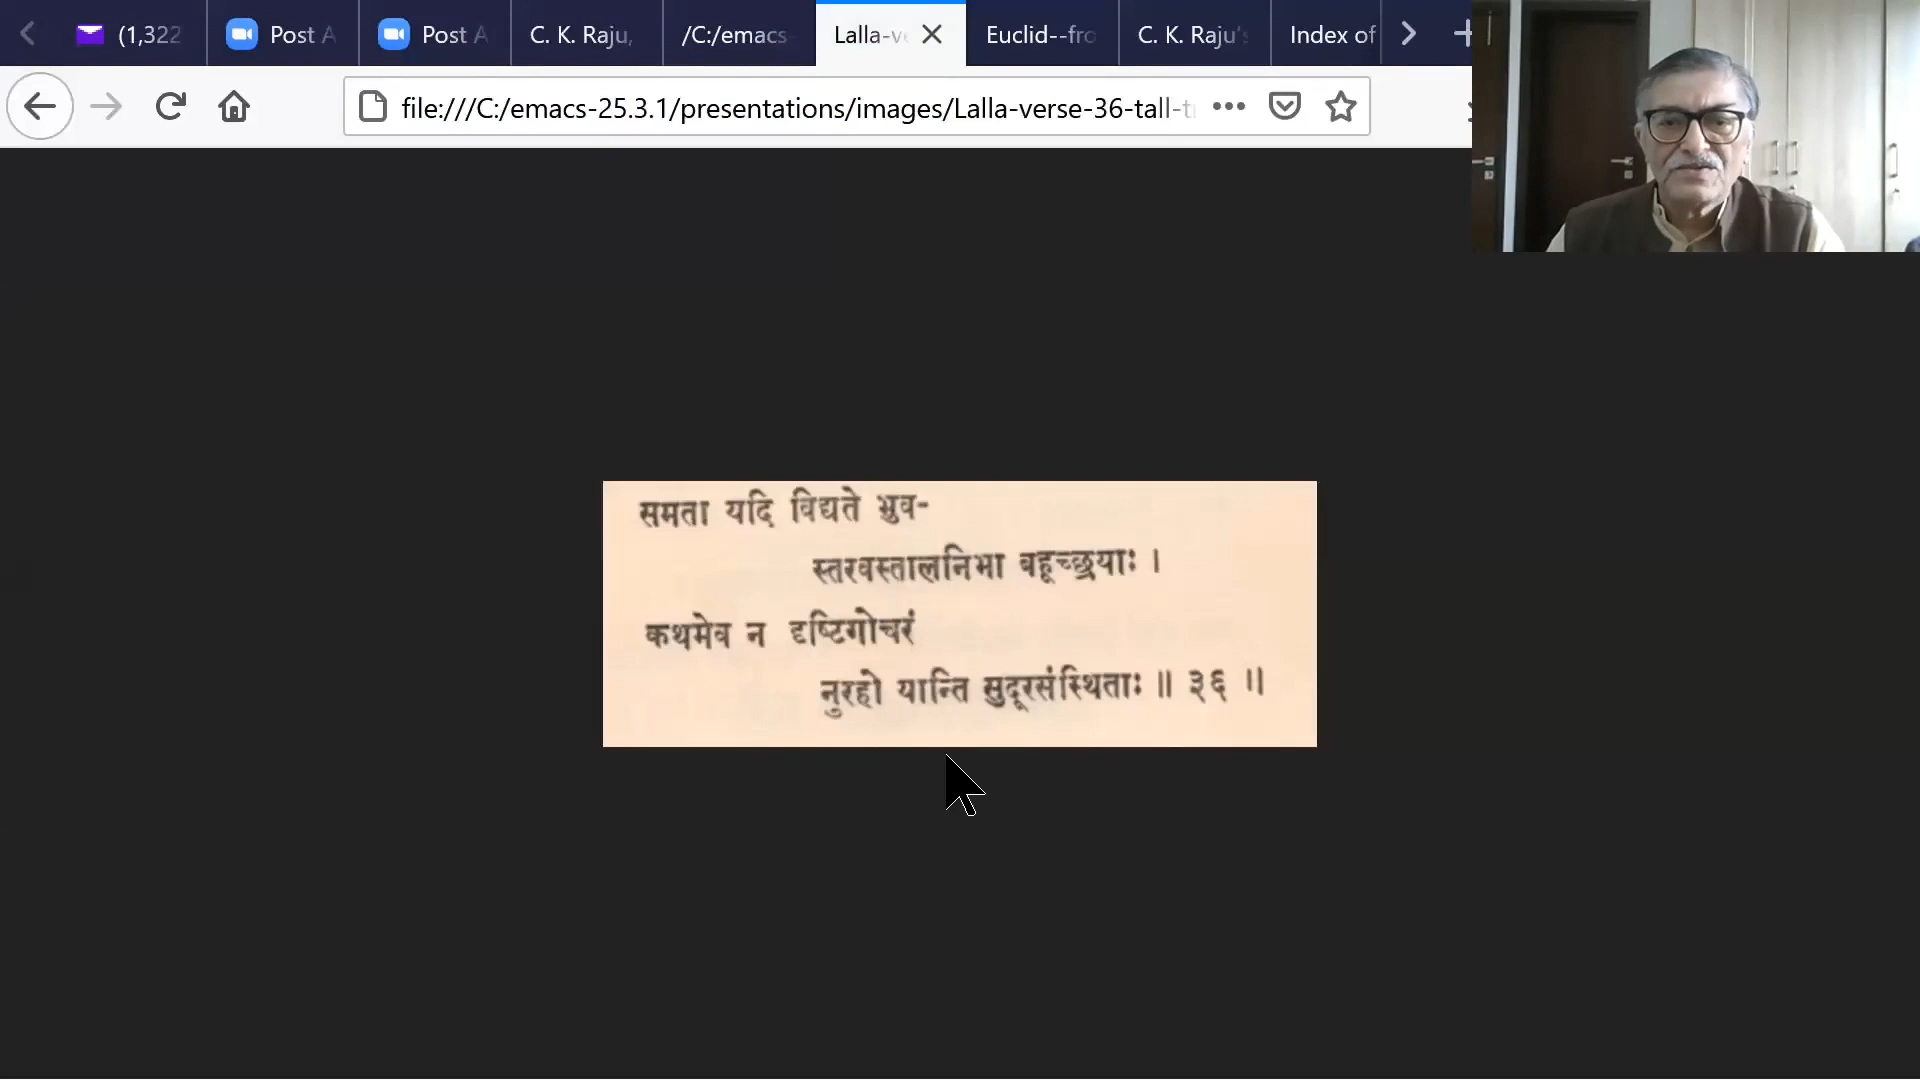 (1,322
Post A
Post A
C. K. Raju,
/C:/emacs-
Lalla-ve
Euclid--fro
C. K. Raju's
Index of
file:///C:/emacs-25.3.1/presentations/images/Lalla-verse-36-tall-t
समता यदि विद्यते भुव-
स्तरवस्तालनिभा बहूच्छ्रयाः ।
कथमेव न दृष्टिगोचरं
नुरहो यान्ति सुदूरसंस्थिताः ॥ ३६ ॥